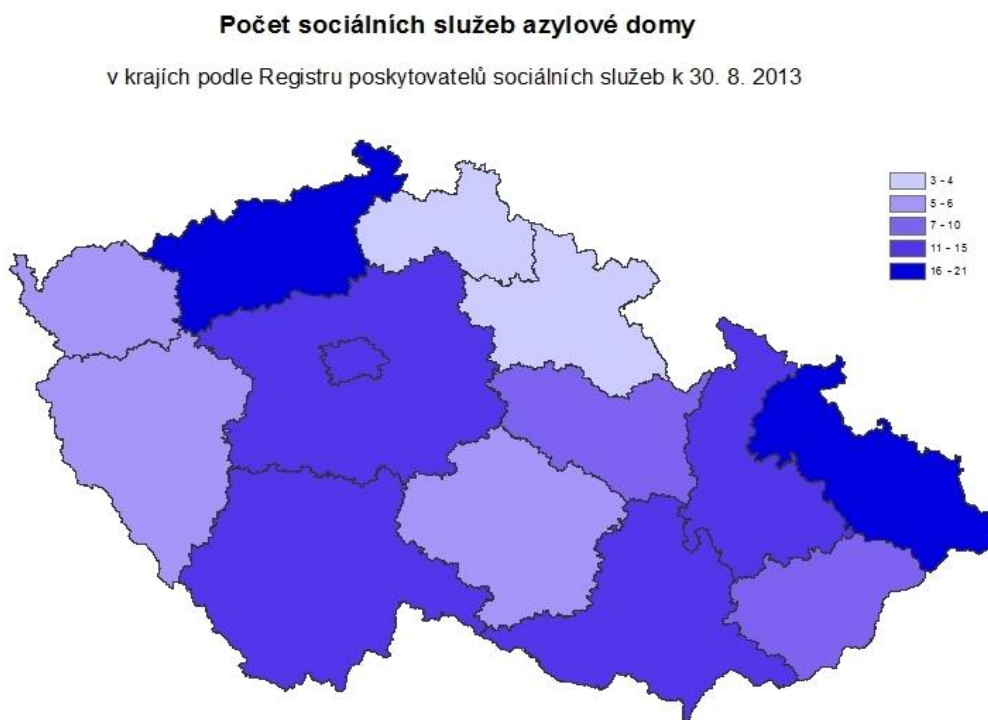 Počet sociálních služeb azylové domy
v krajích podle Registru poskytovatelů sociálních služeb k 30. 8. 2013
3 - 4
5 - 6
7 - 10
11 - 15
16 - 21